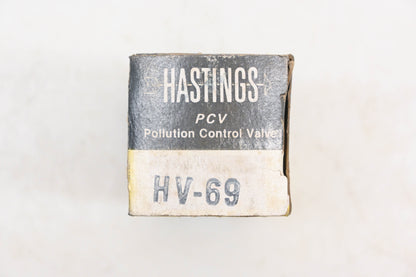 HASTINGS
PCV
Pollution Control Valve
HV-69